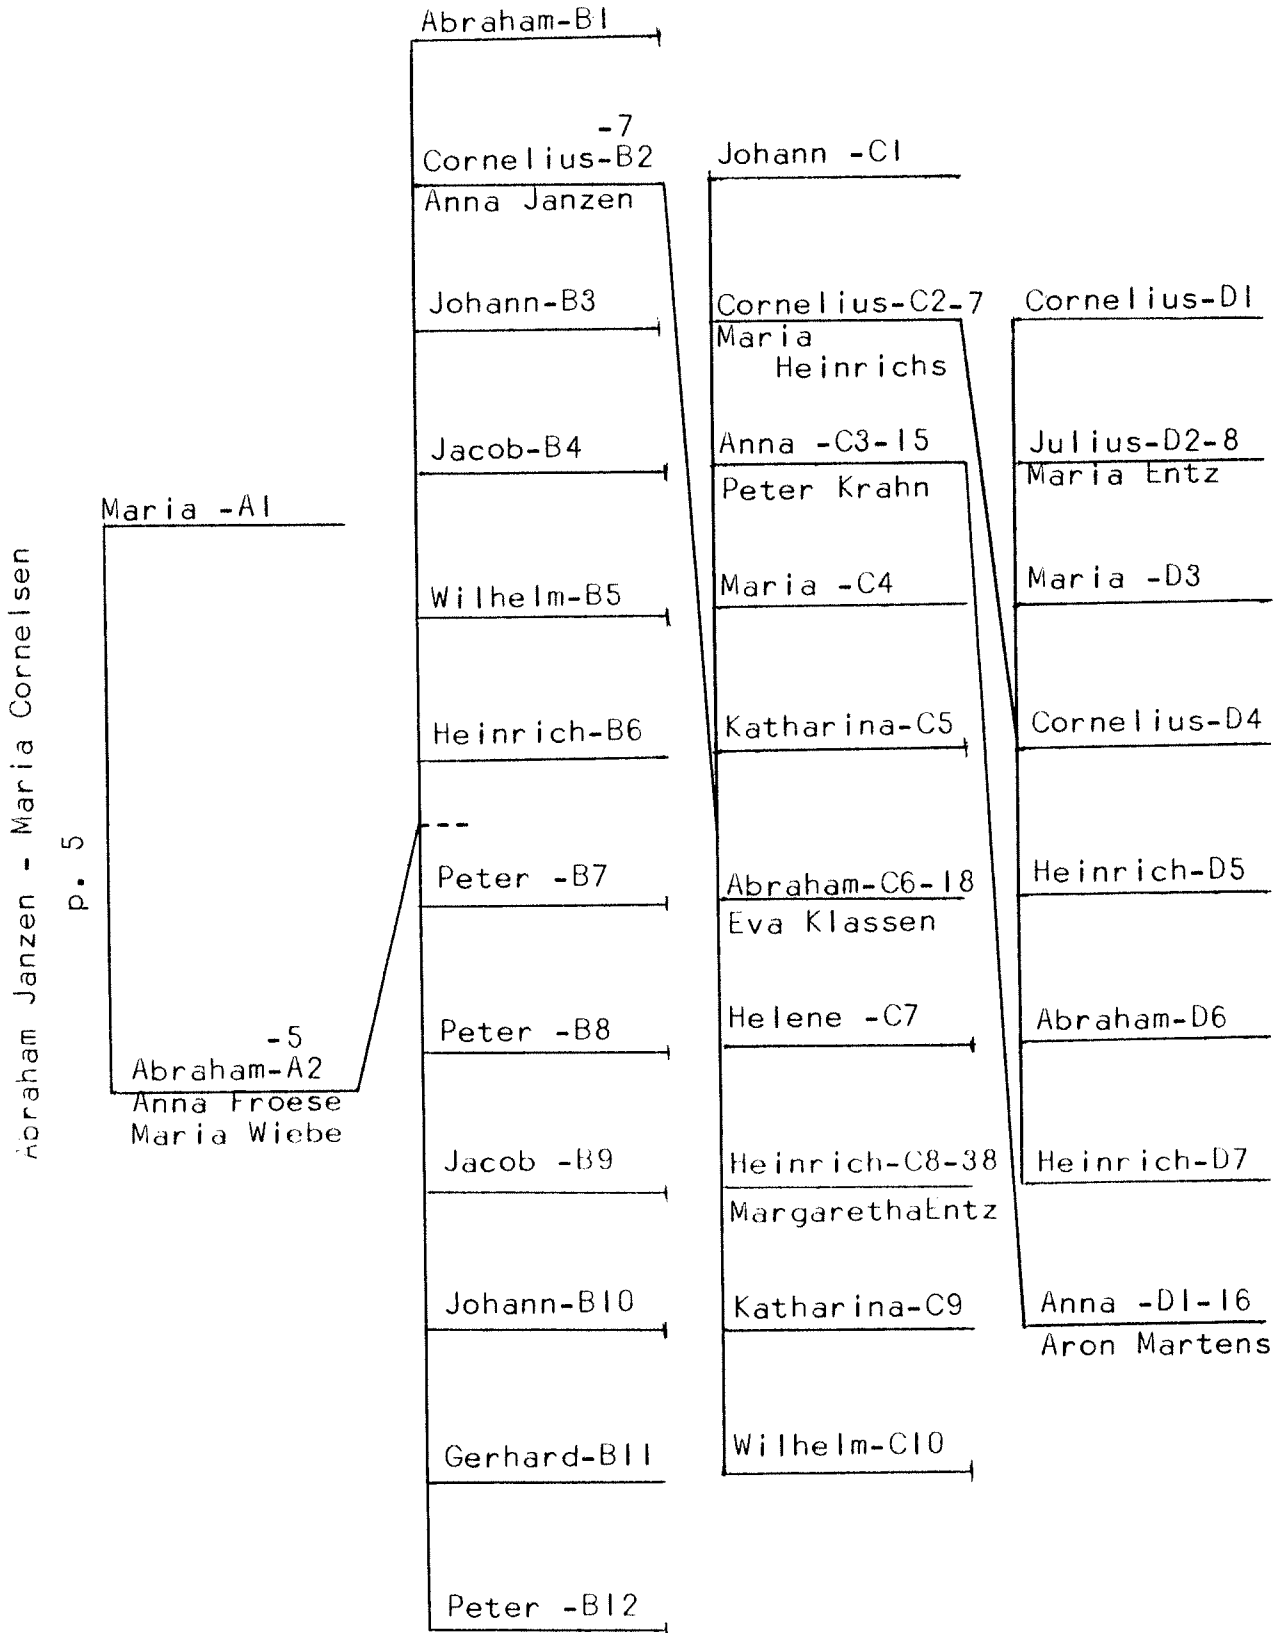 Abraham Janzen - Maria Cornelsen
p. 5
Maria -A1
-5
Abraham-A2
Anna Froese
Maria Wiebe
Abraham-B1
-7
Cornelius-B2
Anna Janzen
Johann-B3
Jacob-B4
Wilhelm-B5
Heinrich-B6
Peter -B7
Peter -B8
Jacob -B9
Johann-B10
Gerhard-B11
Peter -B12
Johann -C1
Cornelius-C2-7
Maria
Heinrichs
Anna -C3-15
Peter Krahn
Maria -C4
Katharina-C5
Abraham-C6-18
Eva Klassen
Helene -C7
Heinrich-C8-38
MargarethaEntz
Katharina-C9
Wilhelm-C10
Cornelius-D1
Julius-D2-8
Maria Entz
Maria -D3
Cornelius-D4
Heinrich-D5
Abraham-D6
Heinrich-D7
Anna -D1-16
Aron Martens